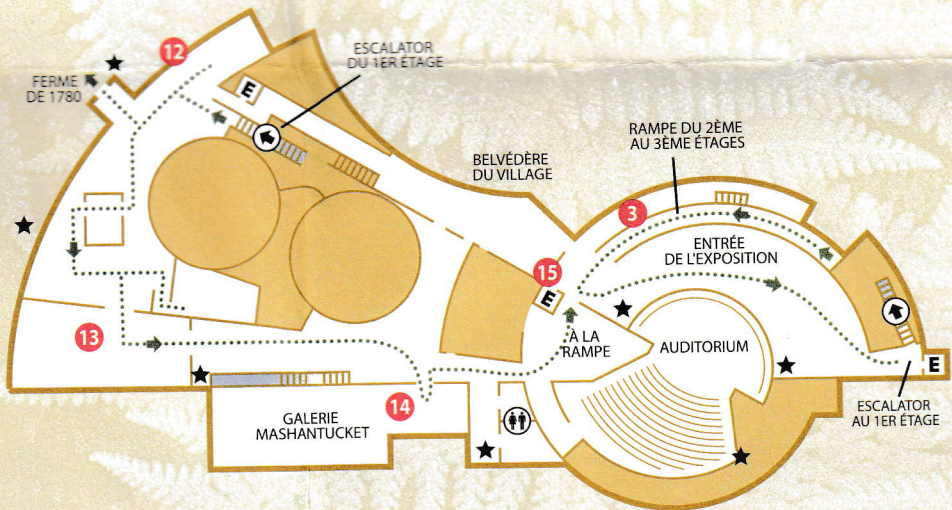 12
ESCALATOR
DU 1ER ÉTAGE
FERME
DE 1780
E
RAMPE DU 2ÈME
AU 3ÈME ÉTAGES
BELVÉDÈRE
DU VILLAGE
3
ENTRÉE
DE L'EXPOSITION
15
E
À LA
RAMPE
AUDITORIUM
13
E
14
GALERIE
MASHANTUCKET
ESCALATOR
AU 1ER ÉTAGE